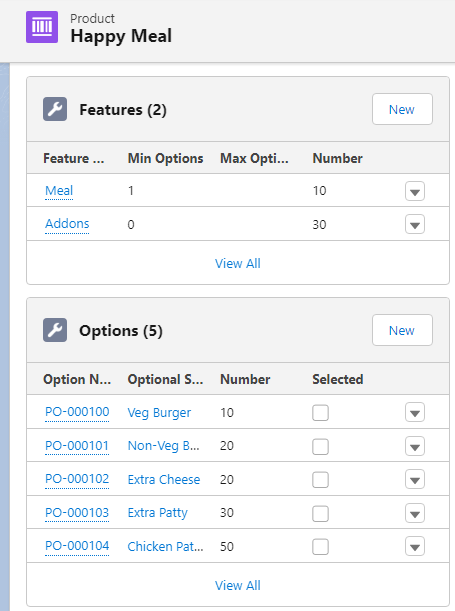 Product
Happy Meal
Features (2)
New
Feature ... Min Options Max Opti... Number
Meal 1 10
Addons 0 30
View All
Options (5)
New
Option N... Optional S... Number Selected
PO-000100 Veg Burger 10
PO-000101 Non-Veg B... 20
PO-000102 Extra Cheese 20
PO-000103 Extra Patty 30
PO-000104 Chicken Pat... 50
View All